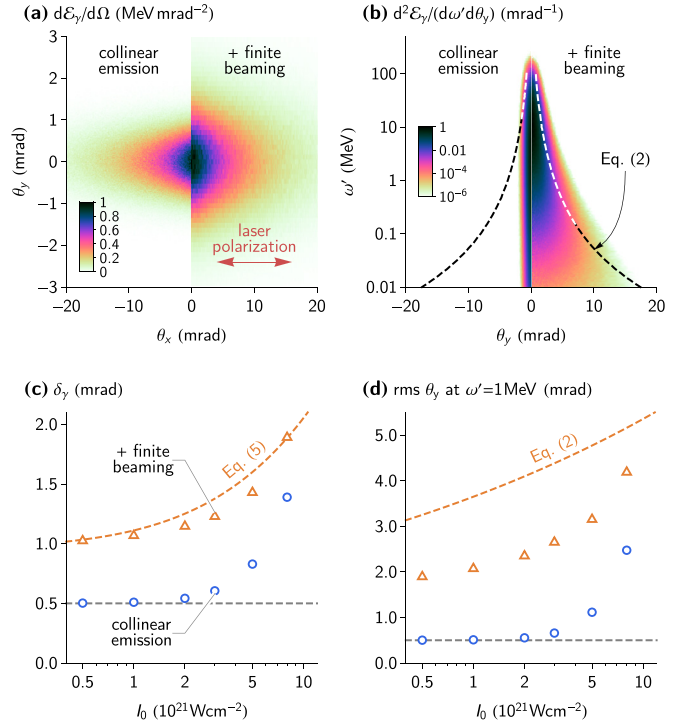 (a) dℰγ/dΩ (MeV mrad⁻²)
collinear emission
+ finite beaming
laser polarization
1
0.8
0.6
0.4
0.2
0
3
2
1
0
−1
−2
−3
θy (mrad)
−20 −10 0 10 20
θx (mrad)
(b) d²ℰγ/(dω′dθy) (mrad⁻¹)
collinear emission
+ finite beaming
1
0.01
10⁻⁴
10⁻⁶
Eq. (2)
100
10
1
0.1
0.01
ω′ (MeV)
−20 −10 0 10 20
θy (mrad)
(c) δγ (mrad)
2.0
1.5
1.0
0.5
0.0
+ finite beaming
Eq. (5)
collinear emission
0.5 1 2 5 10
I₀ (10²¹Wcm⁻²)
(d) rms θy at ω′=1MeV (mrad)
5.0
4.0
3.0
2.0
1.0
0.0
Eq. (2)
0.5 1 2 5 10
I₀ (10²¹Wcm⁻²)